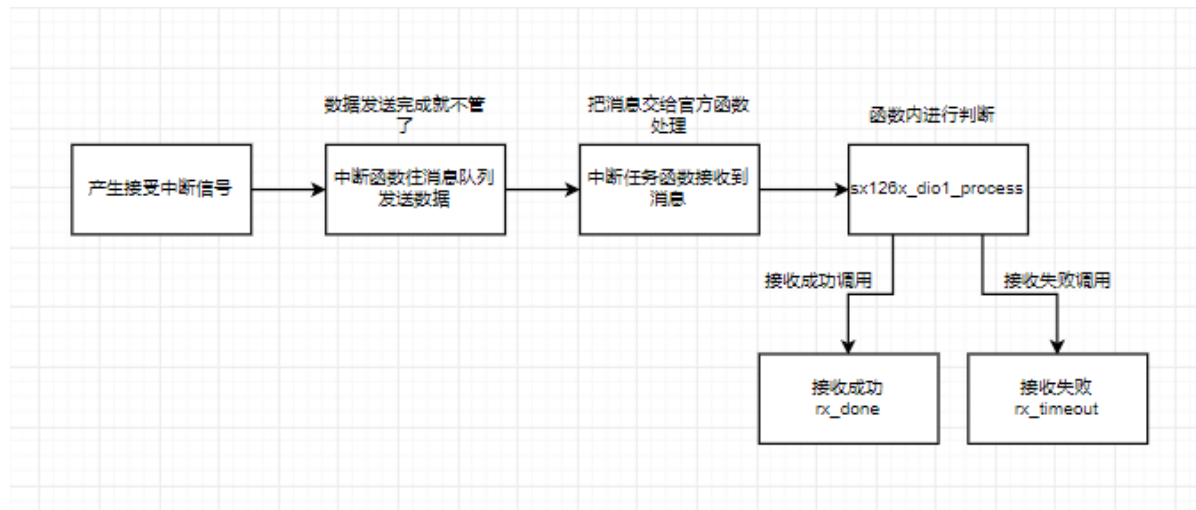 数据发送完成就不管
了
把消息交给官方函数
处理
函数内进行判断
产生接受中断信号
中断函数往消息队列
发送数据
中断任务函数接收到
消息
sx126x_dio1_process
接收成功调用
接收失败调用
接收成功
rx_done
接收失败
rx_timeout